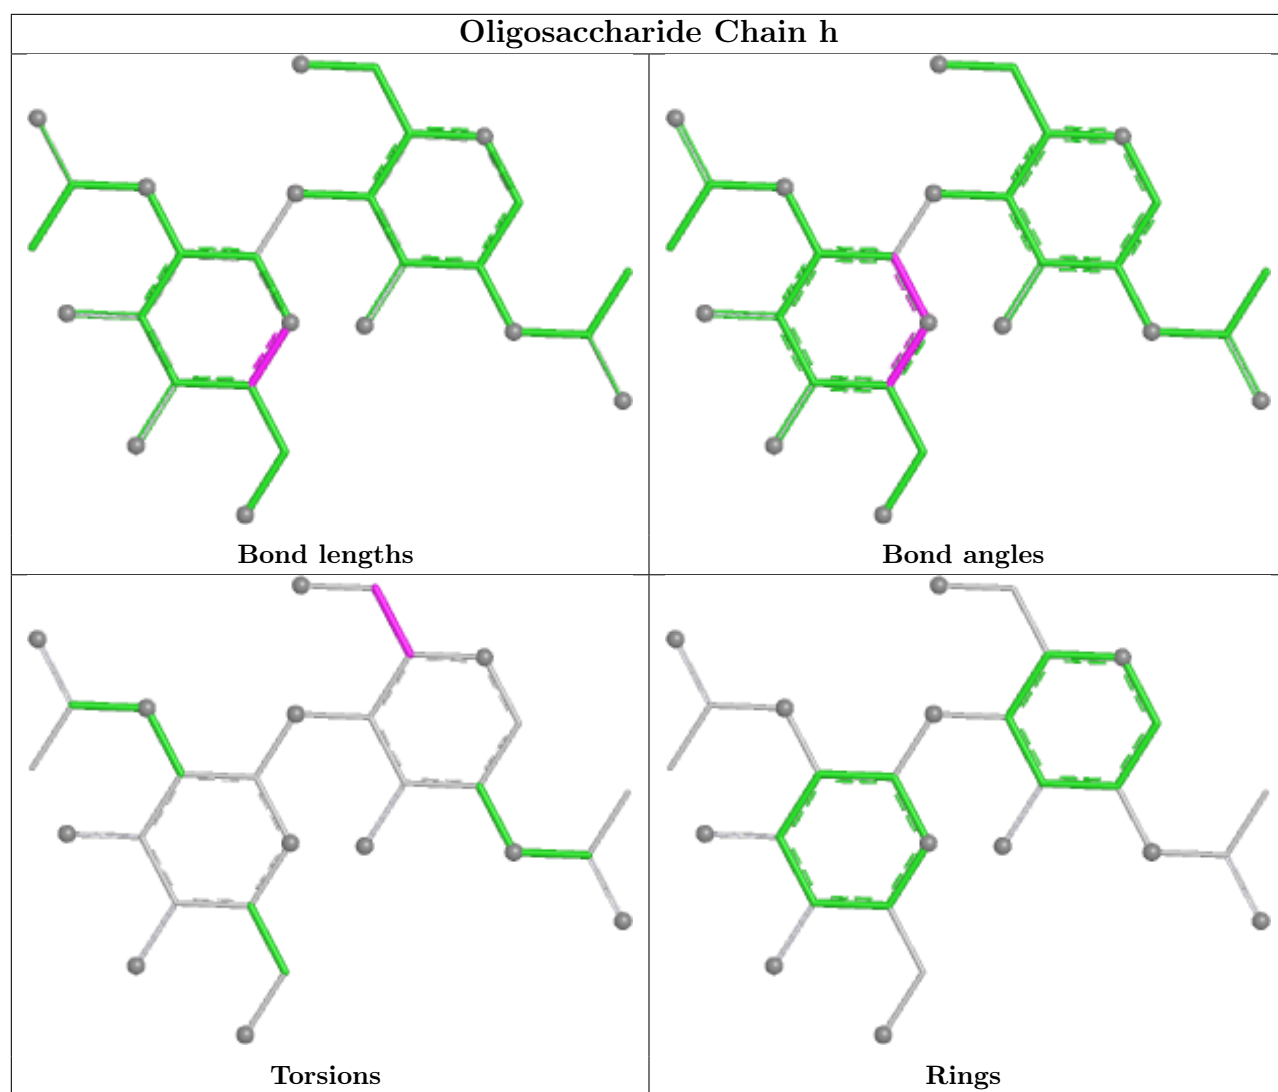 Oligosaccharide Chain h
Bond lengths
Bond angles
Torsions
Rings